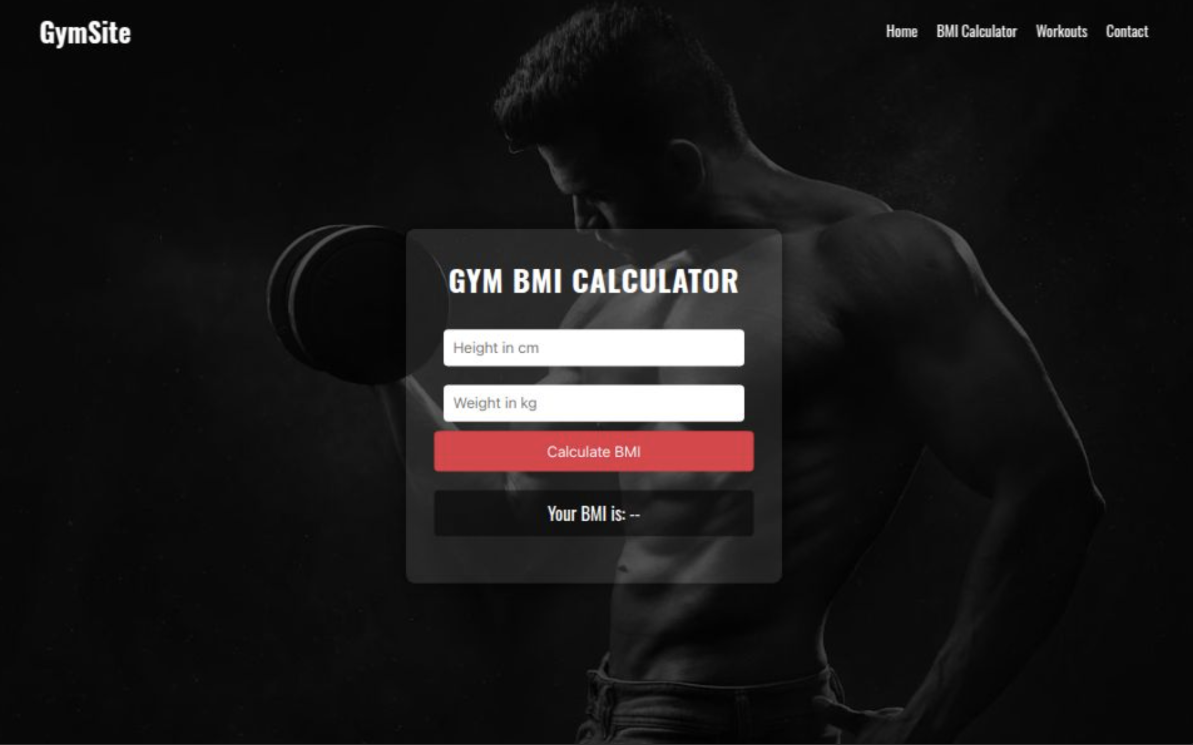 GymSite
Home BMI Calculator Workouts Contact
GYM BMI CALCULATOR
Height in cm
Weight in kg
Calculate BMI
Your BMI is: --